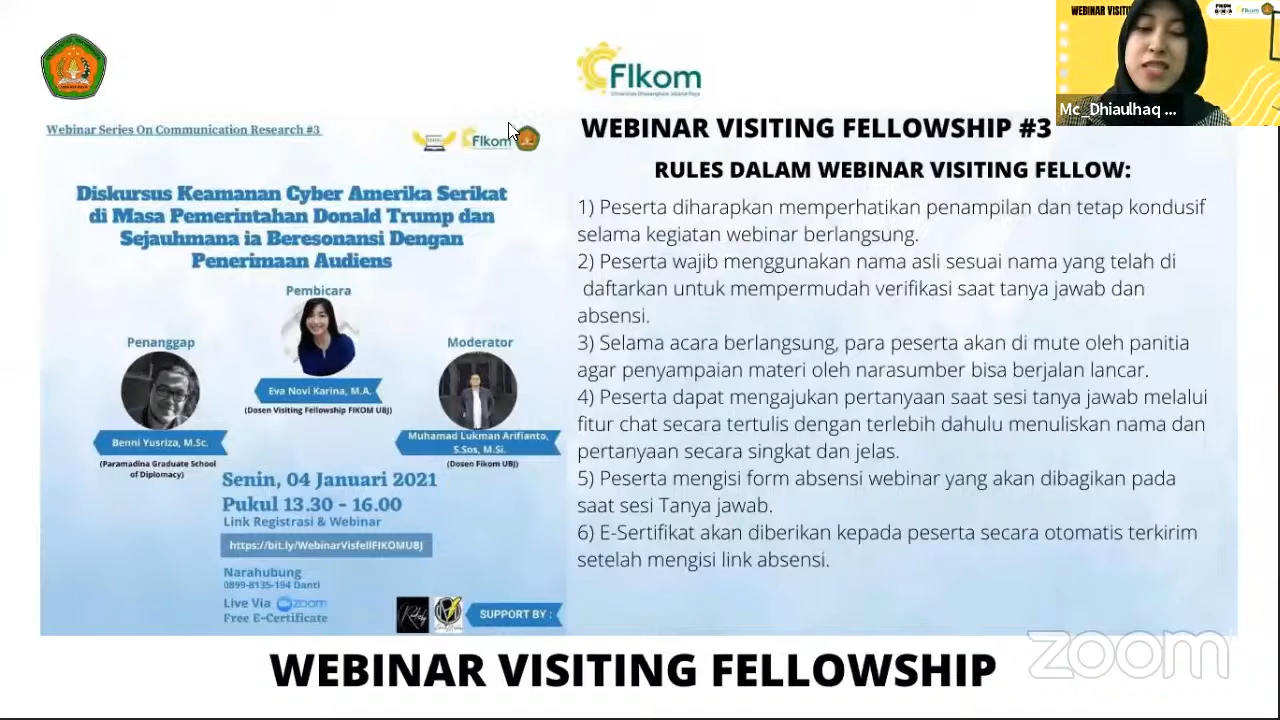 WEBINAR VISITI
FIkom
Mc_Dhiaulhaq ...
FIkom
Universitas Bhayangkara Jakarta Raya
Webinar Series On Communication Research #3
FIkom
Diskursus Keamanan Cyber Amerika Serikat
di Masa Pemerintahan Donald Trump dan
Sejauhmana ia Beresonansi Dengan
Penerimaan Audiens
Pembicara
Eva Novi Karina, M.A.
(Dosen Visiting Fellowship FIKOM UBJ)
Penanggap
Benni Yusriza, M.Sc.
(Paramadina Graduate School
of Diplomacy)
Moderator
Muhamad Lukman Arifianto,
S.Sos, M.Si.
(Dosen Fikom UBJ)
Senin, 04 Januari 2021
Pukul 13.30 - 16.00
Link Registrasi & Webinar
https://bit.ly/WebinarVisfellFIKOMUBJ
Narahubung
0899-8135-194 Danti
Live Via zoom
Free E-Certificate
SUPPORT BY :
WEBINAR VISITING FELLOWSHIP #3
RULES DALAM WEBINAR VISITING FELLOW:
1) Peserta diharapkan memperhatikan penampilan dan tetap kondusif
selama kegiatan webinar berlangsung.
2) Peserta wajib menggunakan nama asli sesuai nama yang telah di
daftarkan untuk mempermudah verifikasi saat tanya jawab dan
absensi.
3) Selama acara berlangsung, para peserta akan di mute oleh panitia
agar penyampaian materi oleh narasumber bisa berjalan lancar.
4) Peserta dapat mengajukan pertanyaan saat sesi tanya jawab melalui
fitur chat secara tertulis dengan terlebih dahulu menuliskan nama dan
pertanyaan secara singkat dan jelas.
5) Peserta mengisi form absensi webinar yang akan dibagikan pada
saat sesi Tanya jawab.
6) E-Sertifikat akan diberikan kepada peserta secara otomatis terkirim
setelah mengisi link absensi.
zoom
WEBINAR VISITING FELLOWSHIP